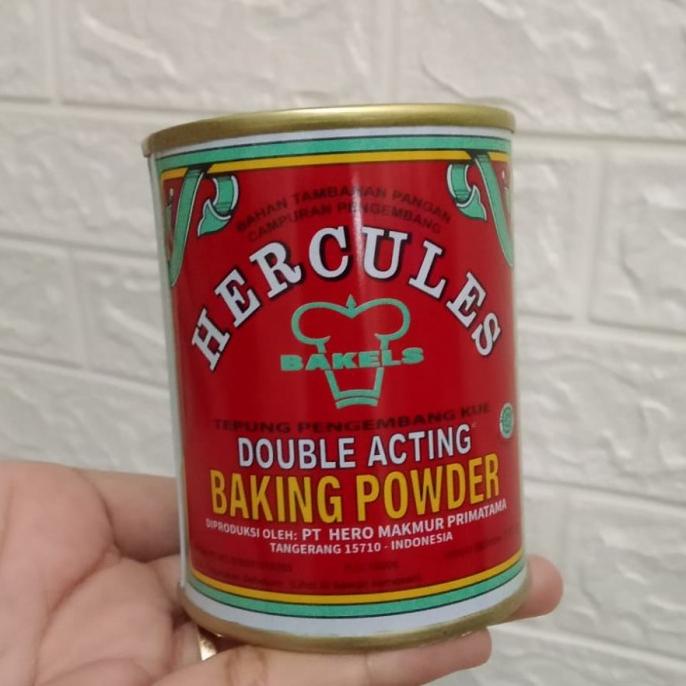 BAHAN TAMBAHAN PANGAN
CAMPURAN PENGEMBANG
HERCULES
BAKELS
TEPUNG PENGEMBANG KUE
DOUBLE ACTING
BAKING POWDER
DIPRODUKSI OLEH: PT HERO MAKMUR PRIMATAMA
TANGERANG 15710 - INDONESIA